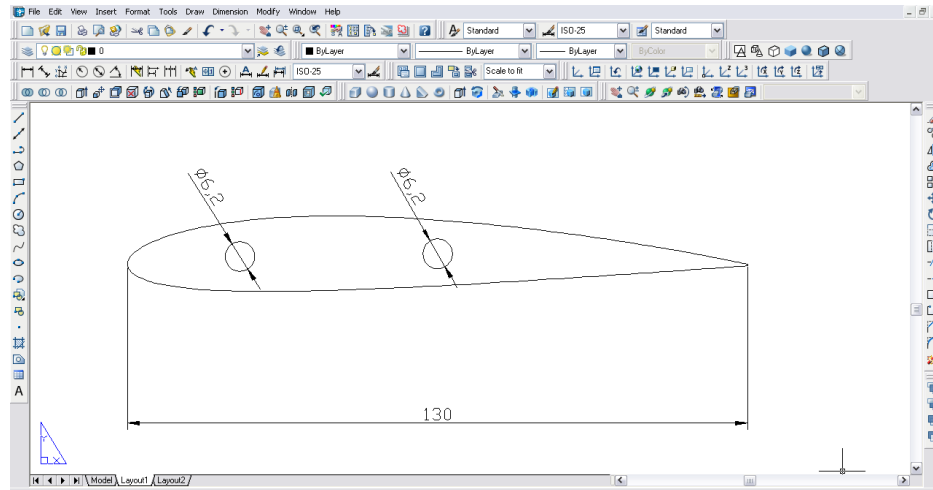 File Edit View Insert Format Tools Draw Dimension Modify Window Help
Standard ISO-25 Standard
0 ByLayer ByLayer ByLayer ByColor
ISO-25 Scale to fit
ϕ6,2 ϕ6,2
130
Y
X
Model Layout1 Layout2